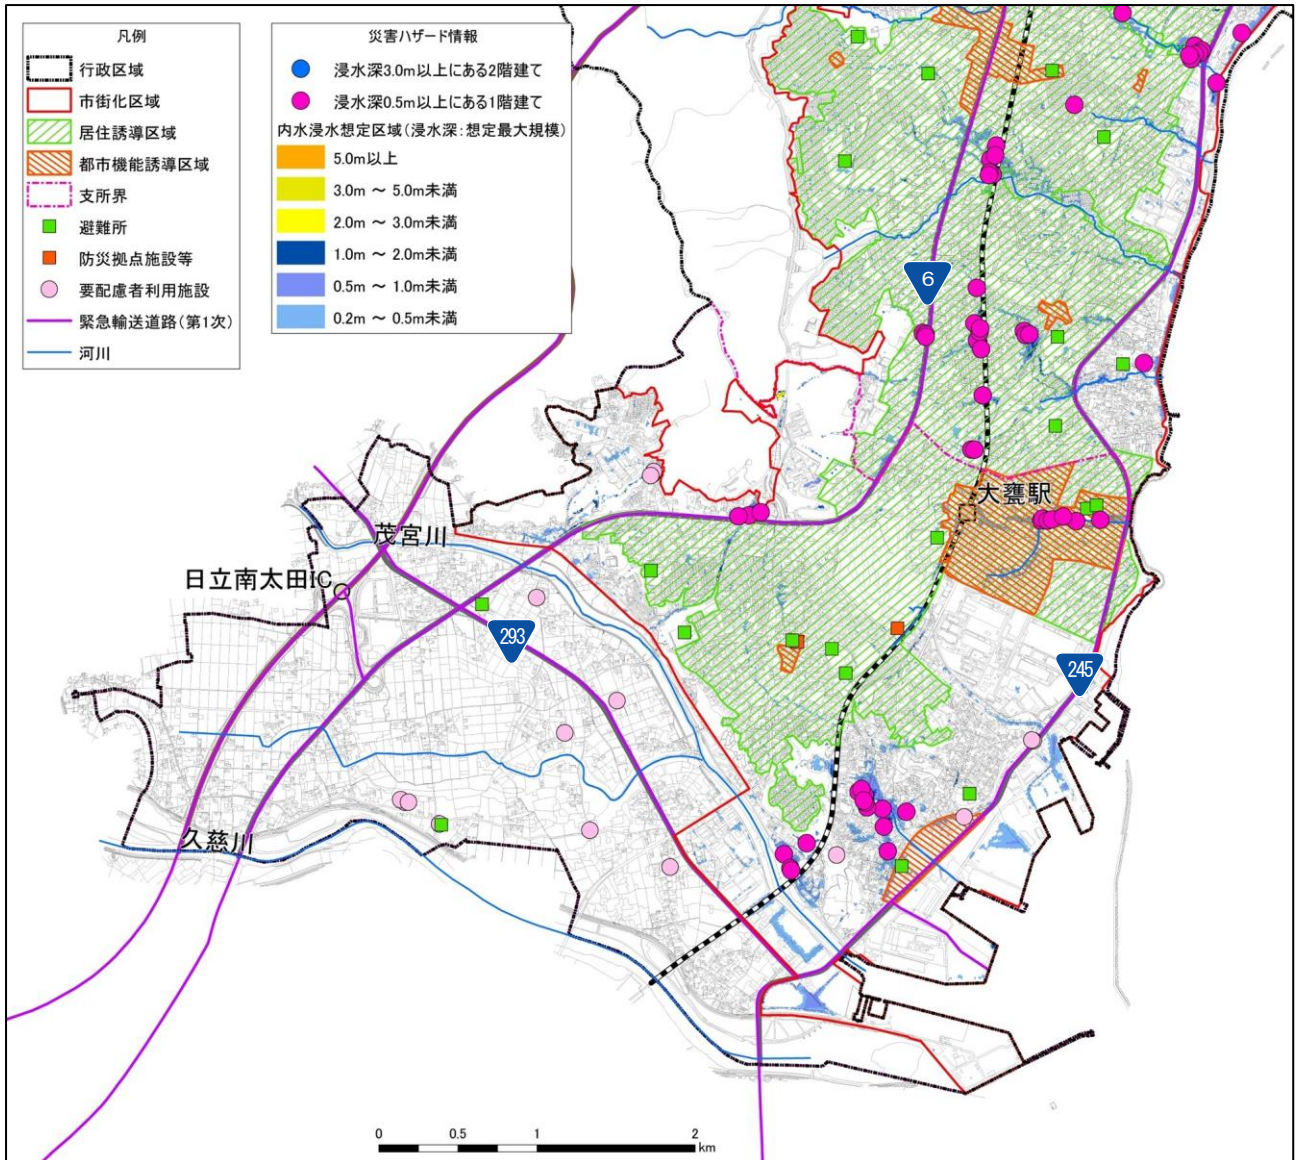 凡例
行政区域
市街化区域
居住誘導区域
都市機能誘導区域
支所界
避難所
防災拠点施設等
要配慮者利用施設
緊急輸送道路(第1次)
河川
災害ハザード情報
浸水深3.0m以上にある2階建て
浸水深0.5m以上にある1階建て
内水浸水想定区域(浸水深:想定最大規模)
5.0m以上
3.0m ～ 5.0m未満
2.0m ～ 3.0m未満
1.0m ～ 2.0m未満
0.5m ～ 1.0m未満
0.2m ～ 0.5m未満
6
大甕駅
茂宮川
日立南太田IC
293
245
久慈川
0 0.5 1 2
km